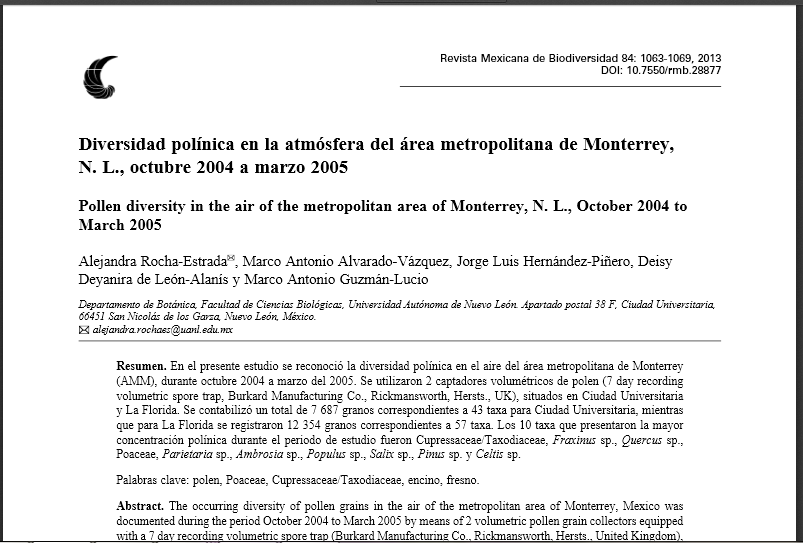 Revista Mexicana de Biodiversidad 84: 1063-1069, 2013
DOI: 10.7550/rmb.28877
Diversidad polínica en la atmósfera del área metropolitana de Monterrey,
N. L., octubre 2004 a marzo 2005
Pollen diversity in the air of the metropolitan area of Monterrey, N. L., October 2004 to
March 2005
Alejandra Rocha-Estrada✉, Marco Antonio Alvarado-Vázquez, Jorge Luis Hernández-Piñero, Deisy
Deyanira de León-Alanís y Marco Antonio Guzmán-Lucio
Departamento de Botánica, Facultad de Ciencias Biológicas, Universidad Autónoma de Nuevo León. Apartado postal 38 F, Ciudad Universitaria,
66451 San Nicolás de los Garza, Nuevo León, México.
✉ alejandra.rochaes@uanl.edu.mx
Resumen. En el presente estudio se reconoció la diversidad polínica en el aire del área metropolitana de Monterrey
(AMM), durante octubre 2004 a marzo del 2005. Se utilizaron 2 captadores volumétricos de polen (7 day recording
volumetric spore trap, Burkard Manufacturing Co., Rickmansworth, Hersts., UK), situados en Ciudad Universitaria
y La Florida. Se contabilizó un total de 7 687 granos correspondientes a 43 taxa para Ciudad Universitaria, mientras
que para La Florida se registraron 12 354 granos correspondientes a 57 taxa. Los 10 taxa que presentaron la mayor
concentración polínica durante el periodo de estudio fueron Cupressaceae/Taxodiaceae, Fraxinus sp., Quercus sp.,
Poaceae, Parietaria sp., Ambrosia sp., Populus sp., Salix sp., Pinus sp. y Celtis sp.
Palabras clave: polen, Poaceae, Cupressaceae/Taxodiaceae, encino, fresno.
Abstract. The occurring diversity of pollen grains in the air of the metropolitan area of Monterrey, Mexico was
documented during the period October 2004 to March 2005 by means of 2 volumetric pollen grain collectors equipped
with a 7 day recording volumetric spore trap (Burkard Manufacturing Co., Rickmansworth, Hersts., United Kingdom),